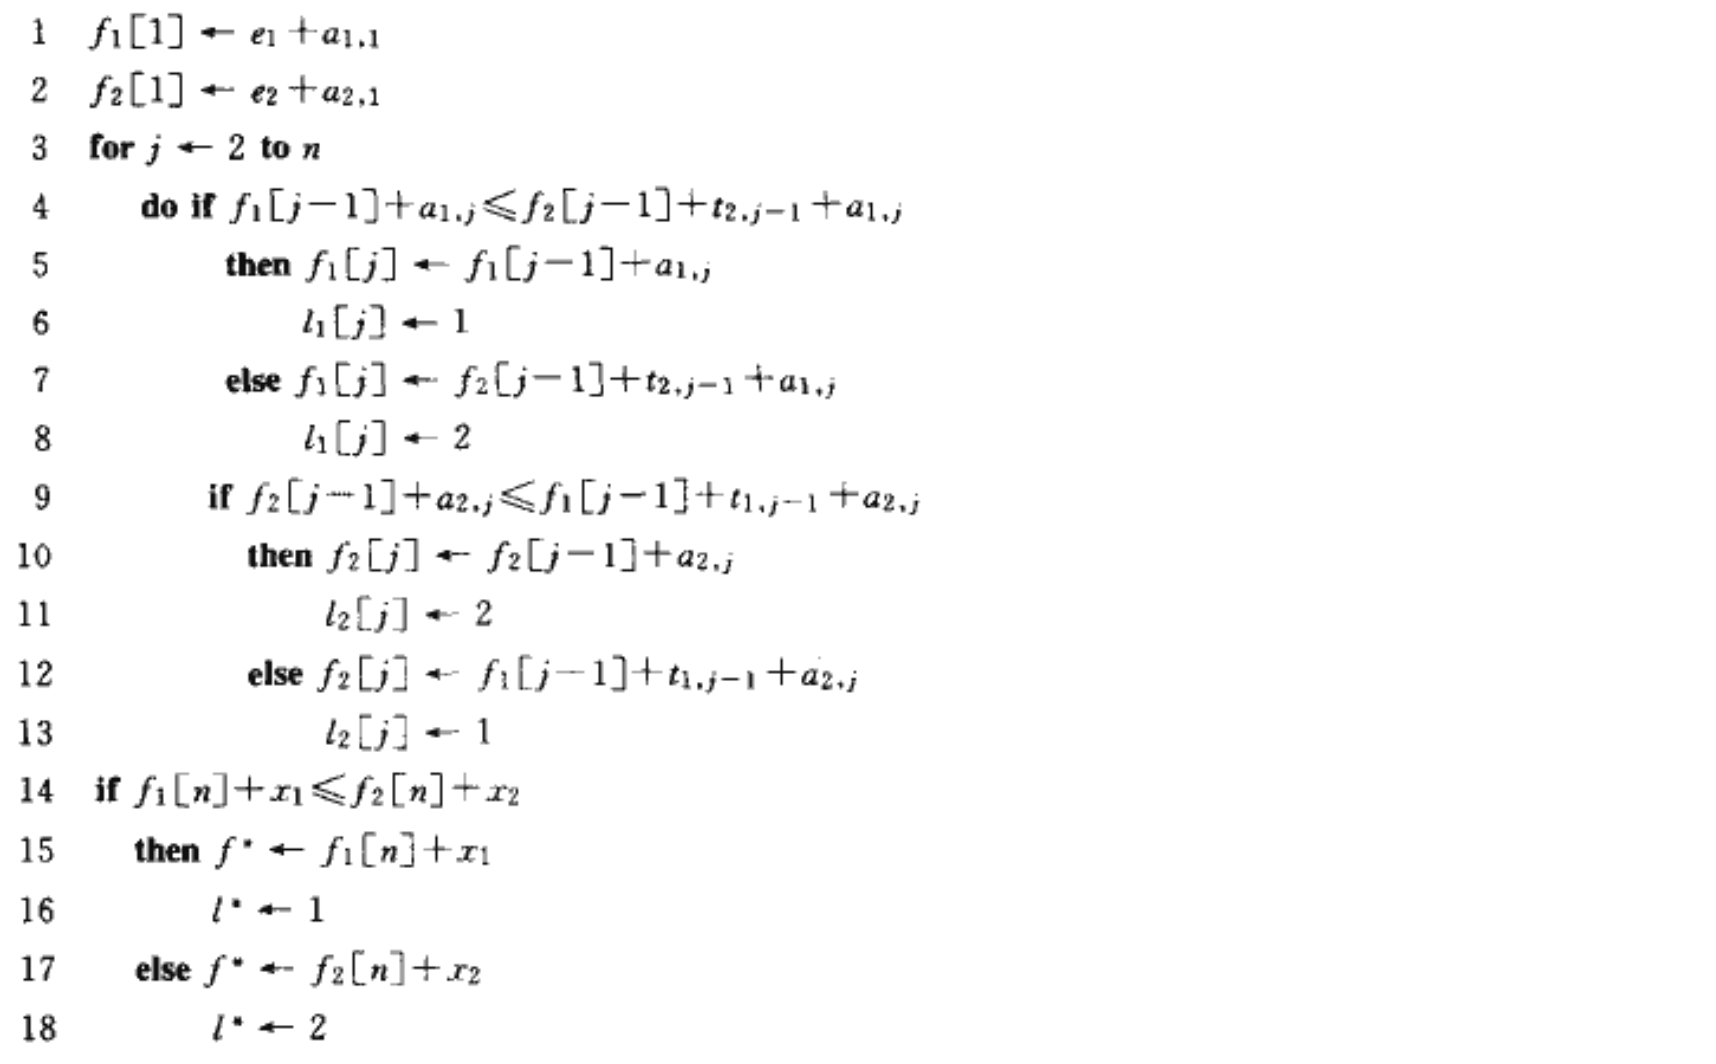 1 f₁[1] ← e₁+a₁,₁
2 f₂[1] ← e₂+a₂,₁
3 for j ← 2 to n
4 do if f₁[j−1]+a₁,ⱼ≤f₂[j−1]+t₂,ⱼ₋₁+a₁,ⱼ
5 then f₁[j] ← f₁[j−1]+a₁,ⱼ
6 l₁[j] ← 1
7 else f₁[j] ← f₂[j−1]+t₂,ⱼ₋₁+a₁,ⱼ
8 l₁[j] ← 2
9 if f₂[j−1]+a₂,ⱼ≤f₁[j−1]+t₁,ⱼ₋₁+a₂,ⱼ
10 then f₂[j] ← f₂[j−1]+a₂,ⱼ
11 l₂[j] ← 2
12 else f₂[j] ← f₁[j−1]+t₁,ⱼ₋₁+a₂,ⱼ
13 l₂[j] ← 1
14 if f₁[n]+x₁≤f₂[n]+x₂
15 then f* ← f₁[n]+x₁
16 l* ← 1
17 else f* ← f₂[n]+x₂
18 l* ← 2